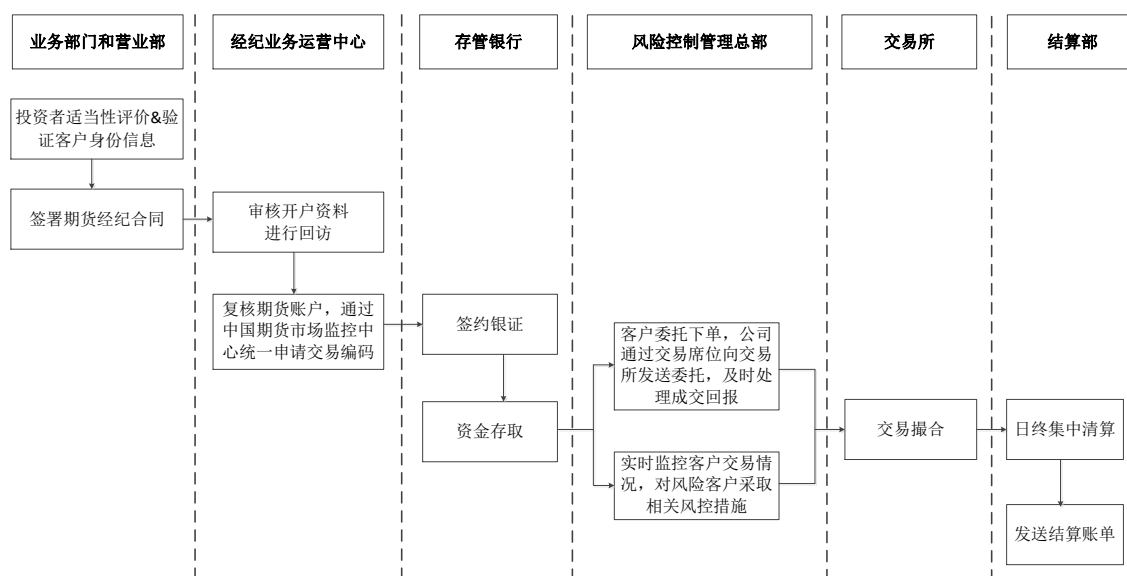 业务部门和营业部
经纪业务运营中心
存管银行
风险控制管理总部
交易所
结算部
投资者适当性评价&验
证客户身份信息
签署期货经纪合同
审核开户资料
进行回访
复核期货账户，通过
中国期货市场监控中
心统一申请交易编码
签约银证
资金存取
客户委托下单，公司
通过交易席位向交易
所发送委托，及时处
理成交回报
实时监控客户交易情
况，对风险客户采取
相关风控措施
交易撮合
日终集中清算
发送结算账单